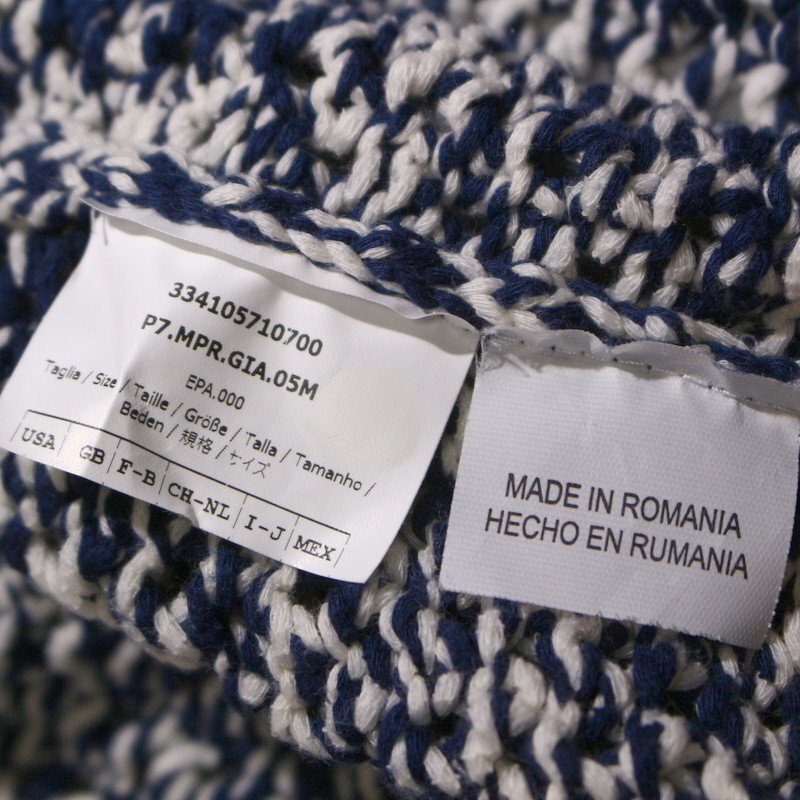 334105710700
P7.MPR.GIA.05M
EPA.000
Taglia / Size / Taille / Größe / Talla / Tamanho /
Beden / 規格 / サイズ
USA GB F-B CH-NL I-J MEX
MADE IN ROMANIA
HECHO EN RUMANIA